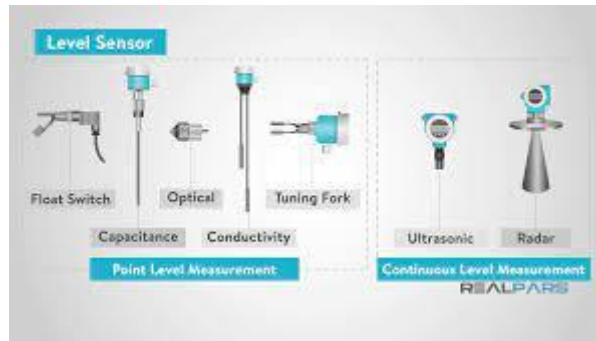 Level Sensor
Float Switch
Optical
Tuning Fork
Capacitance
Conductivity
Ultrasonic
Radar
Point Level Measurement
Continuous Level Measurement
REALPARS